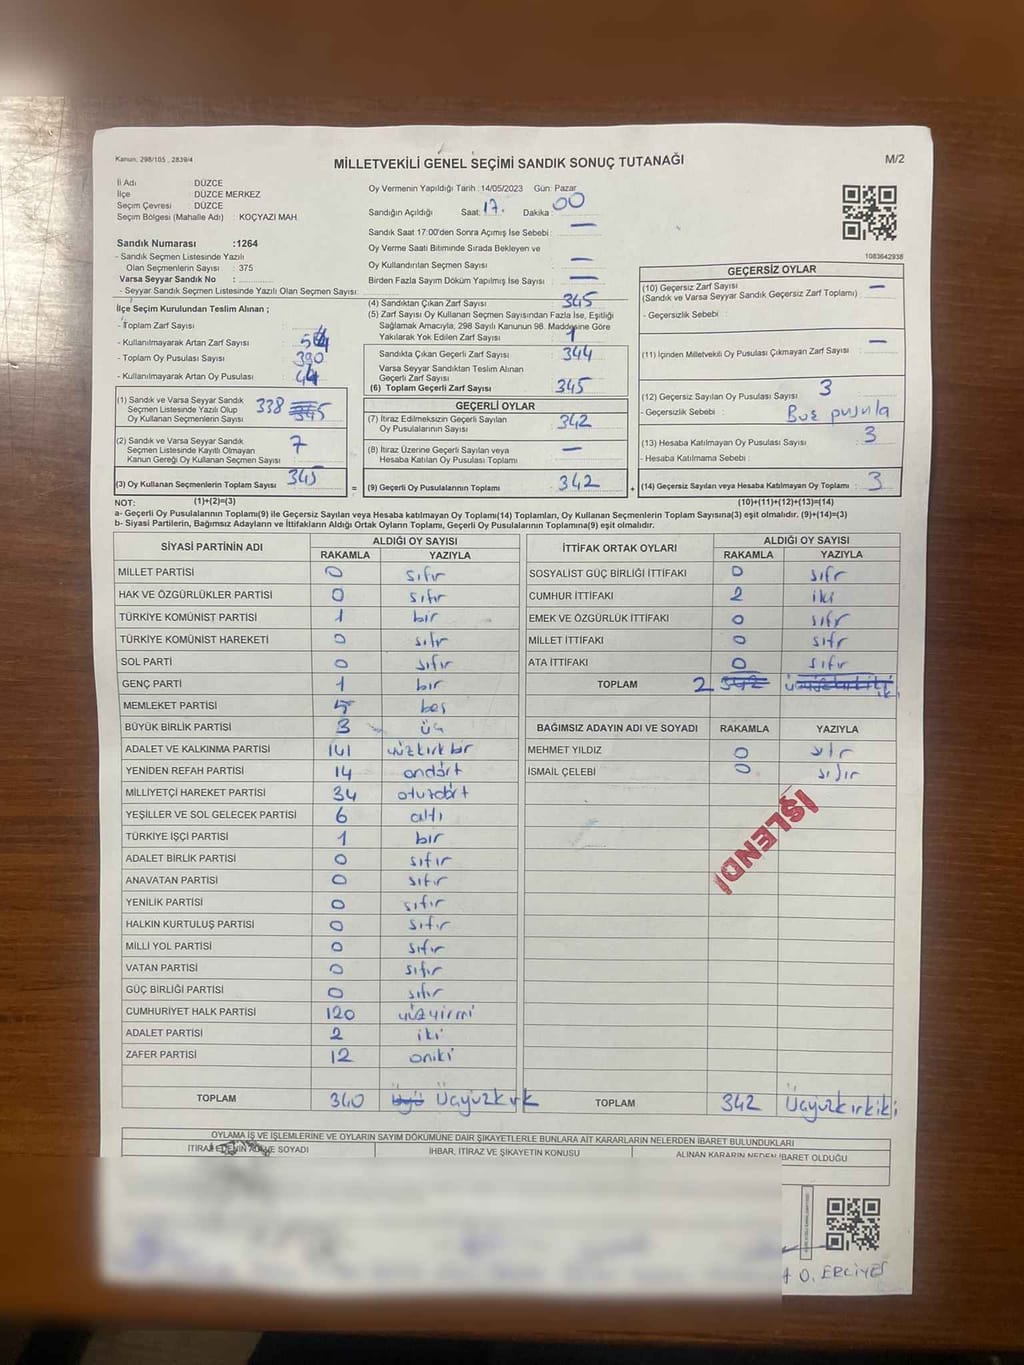 Kanun, 298/105 , 2839/4
MİLLETVEKİLİ GENEL SEÇİMİ SANDIK SONUÇ TUTANAĞI
M/2
İl Adı : DÜZCE
İlçe : DÜZCE MERKEZ
Seçim Çevresi : DÜZCE
Seçim Bölgesi (Mahalle Adı) : KOÇYAZI MAH.
Sandık Numarası :1264
- Sandık Seçmen Listesinde Yazılı
Olan Seçmenlerin Sayısı : 375
Varsa Seyyar Sandık No :
- Seyyar Sandık Seçmen Listesinde Yazılı Olan Seçmen Sayısı:
Oy Vermenin Yapıldığı Tarih : 14/05/2023 Gün: Pazar
Sandığın Açıldığı Saat: 17. Dakika : 00
Sandık Saat 17:00'den Sonra Açımış İse Sebebi : —
Oy Verme Saati Bitiminde Sırada Bekleyen ve
Oy Kullandırılan Seçmen Sayısı —
Birden Fazla Sayım Döküm Yapılmış İse Sayısı : —
1083642938
İlçe Seçim Kurulundan Teslim Alınan ;
- Toplam Zarf Sayısı :
- Kullanılmayarak Artan Zarf Sayısı :
- Toplam Oy Pusulası Sayısı : 390
- Kullanılmayarak Artan Oy Pusulası : 44
(4) Sandıktan Çıkan Zarf Sayısı 345
(5) Zarf Sayısı Oy Kullanan Seçmen Sayısından Fazla İse, Eşitliği
Sağlamak Amacıyla, 298 Sayılı Kanunun 98. Maddesine Göre
Yakılarak Yok Edilen Zarf Sayısı : 1
Sandıkta Çıkan Geçerli Zarf Sayısı : 344
Varsa Seyyar Sandıktan Teslim Alınan
Geçerli Zarf Sayısı :
(6) Toplam Geçerli Zarf Sayısı : 345
GEÇERSİZ OYLAR
(10) Geçersiz Zarf Sayısı : —
(Sandık ve Varsa Seyyar Sandık Geçersiz Zarf Toplamı) :
- Geçersizlik Sebebi :
(11) İçinden Milletvekili Oy Pusulası Çıkmayan Zarf Sayısı : —
(12) Geçersiz Sayılan Oy Pusulası Sayısı : 3
- Geçersizlik Sebebi : Boş pusula
(13) Hesaba Katılmayan Oy Pusulası Sayısı : 3
- Hesaba Katılmama Sebebi :
(14) Geçersiz Sayılan veya Hesaba Katılmayan Oy Toplamı : 3
(1) Sandık ve Varsa Seyyar Sandık
Seçmen Listesinde Yazılı Olup
Oy Kullanan Seçmenlerin Sayısı : 338 345
(2) Sandık ve Varsa Seyyar Sandık
Seçmen Listesinde Kayıtlı Olmayan
Kanun Gereği Oy Kullanan Seçmen Sayısı : 7
(3) Oy Kullanan Seçmenlerin Toplam Sayısı : 345
GEÇERLİ OYLAR
(7) İtiraz Edilmeksizin Geçerli Sayılan
Oy Pusulalarının Sayısı : 342
(8) İtiraz Üzerine Geçerli Sayılan veya
Hesaba Katılan Oy Pusulası Toplamı : —
= (9) Geçerli Oy Pusulalarının Toplamı : 342 +
NOT: (1)+(2)=(3) (10)+(11)+(12)+(13)=(14)
a- Geçerli Oy Pusulalarının Toplamı(9) ile Geçersiz Sayılan veya Hesaba katılmayan Oy Toplamı(14) Toplamları, Oy Kullanan Seçmenlerin Toplam Sayısına(3) eşit olmalıdır. (9)+(14)=(3)
b- Siyasi Partilerin, Bağımsız Adayların ve İttifakların Aldığı Ortak Oyların Toplamı, Geçerli Oy Pusulalarının Toplamına(9) eşit olmalıdır.
SİYASİ PARTİNİN ADI ALDIĞI OY SAYISI
RAKAMLA YAZIYLA
MİLLET PARTİSİ 0 sıfır
HAK VE ÖZGÜRLÜKLER PARTİSİ 0 sıfır
TÜRKİYE KOMÜNİST PARTİSİ 1 bir
TÜRKİYE KOMÜNİST HAREKETİ 0 sıfır
SOL PARTİ 0 sıfır
GENÇ PARTİ 1 bir
MEMLEKET PARTİSİ 5 beş
BÜYÜK BİRLİK PARTİSİ 3 üç
ADALET VE KALKINMA PARTİSİ 141 yüzkırkbir
YENİDEN REFAH PARTİSİ 14 ondört
MİLLİYETÇİ HAREKET PARTİSİ 34 otuzdört
YEŞİLLER VE SOL GELECEK PARTİSİ 6 altı
TÜRKİYE İŞÇİ PARTİSİ 1 bir
ADALET BİRLİK PARTİSİ 0 sıfır
ANAVATAN PARTİSİ 0 sıfır
YENİLİK PARTİSİ 0 sıfır
HALKIN KURTULUŞ PARTİSİ 0 sıfır
MİLLİ YOL PARTİSİ 0 sıfır
VATAN PARTİSİ 0 sıfır
GÜÇ BİRLİĞİ PARTİSİ 0 sıfır
CUMHURİYET HALK PARTİSİ 120 yüzyirmi
ADALET PARTİSİ 2 iki
ZAFER PARTİSİ 12 oniki
TOPLAM 340 Üçyüzkırk
İTTİFAK ORTAK OYLARI ALDIĞI OY SAYISI
RAKAMLA YAZIYLA
SOSYALİST GÜÇ BİRLİĞİ İTTİFAKI 0 sıfır
CUMHUR İTTİFAKI 2 iki
EMEK VE ÖZGÜRLÜK İTTİFAKI 0 sıfır
MİLLET İTTİFAKI 0 sıfır
ATA İTTİFAKI 0 sıfır
TOPLAM 2 342
BAĞIMSIZ ADAYIN ADI VE SOYADI RAKAMLA YAZIYLA
MEHMET YILDIZ 0 sıfır
İSMAİL ÇELEBİ 0 sıfır
İŞLENDİ
TOPLAM 342 Üçyüzkırkiki
OYLAMA İŞ VE İŞLEMLERİNE VE OYLARIN SAYIM DÖKÜMÜNE DAİR ŞİKAYETLERLE BUNLARA AİT KARARLARIN NELERDEN İBARET BULUNDUKLARI
İTİRAZ EDENİN ADI VE SOYADI İHBAR, İTİRAZ VE ŞİKAYETİN KONUSU ALINAN KARARIN NEDEN İBARET OLDUĞU
O. ERCİYES